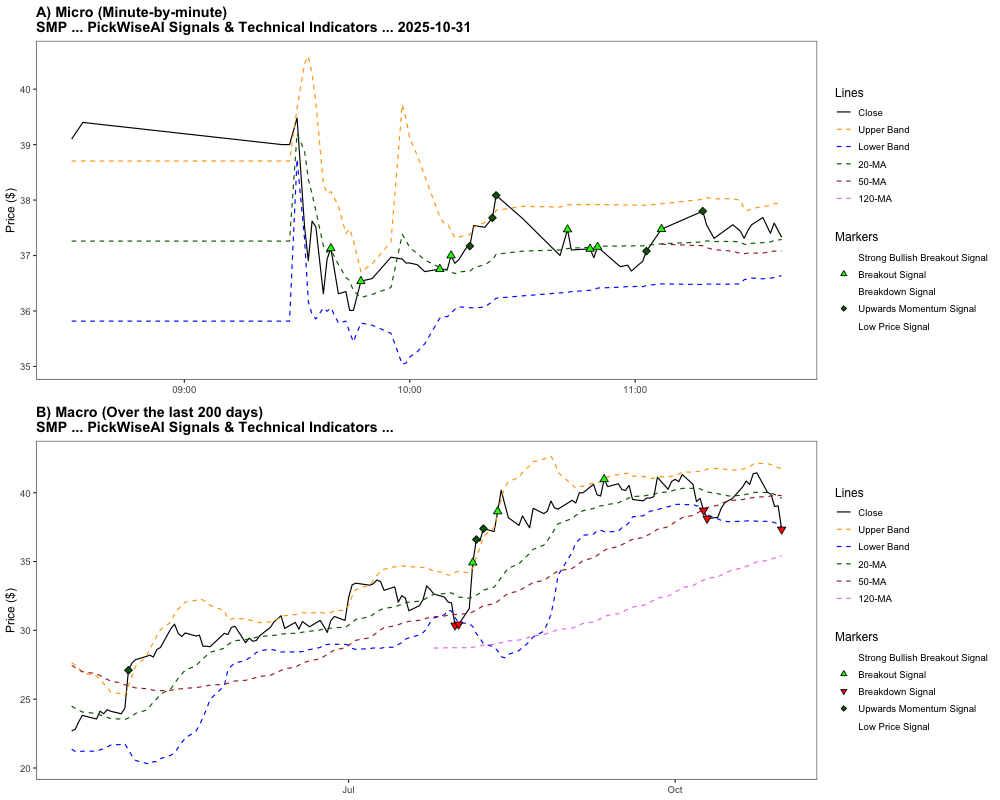 A) Micro (Minute-by-minute)
SMP ... PickWiseAI Signals & Technical Indicators ... 2025-10-31
Price ($)
40
39
38
37
36
35
09:00
10:00
11:00
Lines
Close
Upper Band
Lower Band
20-MA
50-MA
120-MA
Markers
Strong Bullish Breakout Signal
Breakout Signal
Breakdown Signal
Upwards Momentum Signal
Low Price Signal
B) Macro (Over the last 200 days)
SMP ... PickWiseAI Signals & Technical Indicators ...
Price ($)
40
35
30
25
20
Jul
Oct
Lines
Close
Upper Band
Lower Band
20-MA
50-MA
120-MA
Markers
Strong Bullish Breakout Signal
Breakout Signal
Breakdown Signal
Upwards Momentum Signal
Low Price Signal